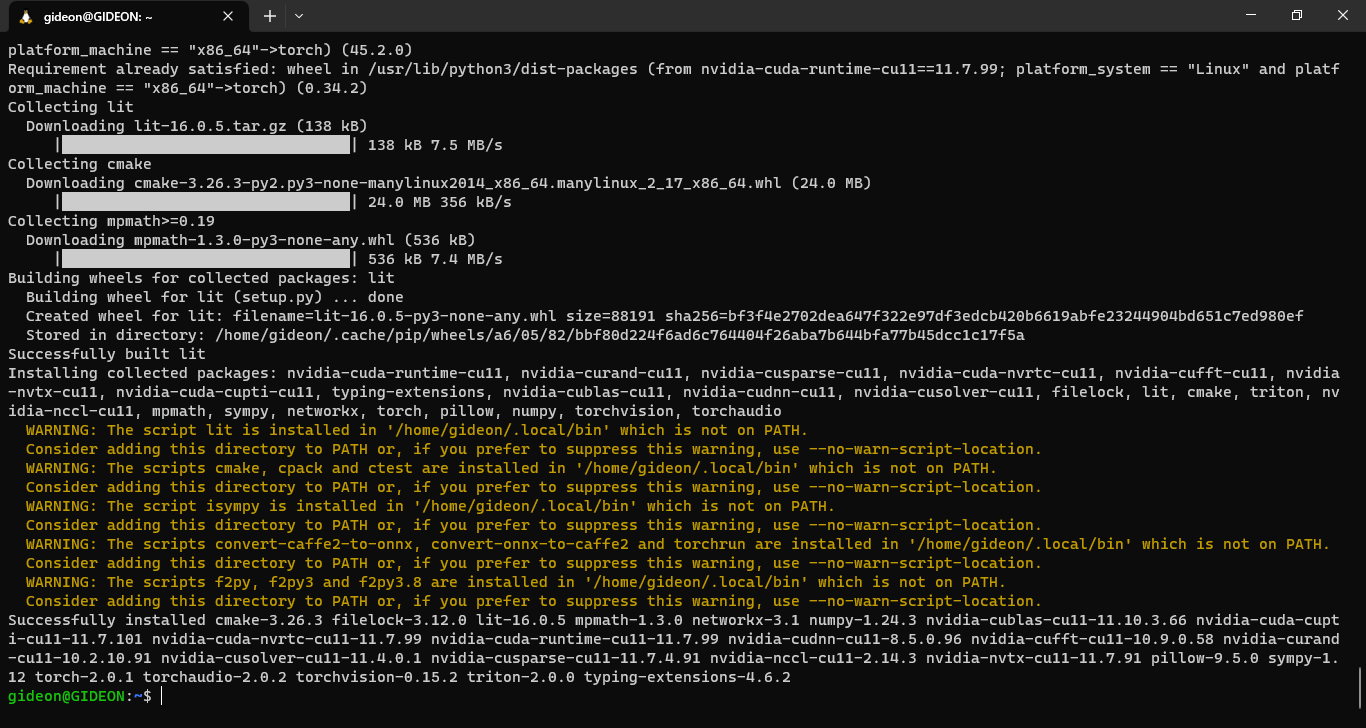 gideon@GIDEON: ~
platform_machine == "x86_64"->torch) (45.2.0)
Requirement already satisfied: wheel in /usr/lib/python3/dist-packages (from nvidia-cuda-runtime-cu11==11.7.99; platform_system == "Linux" and platf
orm_machine == "x86_64"->torch) (0.34.2)
Collecting lit
  Downloading lit-16.0.5.tar.gz (138 kB)
     |████████████████████████████████| 138 kB 7.5 MB/s
Collecting cmake
  Downloading cmake-3.26.3-py2.py3-none-manylinux2014_x86_64.manylinux_2_17_x86_64.whl (24.0 MB)
     |████████████████████████████████| 24.0 MB 356 kB/s
Collecting mpmath>=0.19
  Downloading mpmath-1.3.0-py3-none-any.whl (536 kB)
     |████████████████████████████████| 536 kB 7.4 MB/s
Building wheels for collected packages: lit
  Building wheel for lit (setup.py) ... done
  Created wheel for lit: filename=lit-16.0.5-py3-none-any.whl size=88191 sha256=bf3f4e2702dea647f322e97df3edcb420b6619abfe23244904bd651c7ed980ef
  Stored in directory: /home/gideon/.cache/pip/wheels/a6/05/82/bbf80d224f6ad6c764404f26aba7b644bfa77b45dcc1c17f5a
Successfully built lit
Installing collected packages: nvidia-cuda-runtime-cu11, nvidia-curand-cu11, nvidia-cusparse-cu11, nvidia-cuda-nvrtc-cu11, nvidia-cufft-cu11, nvidia
-nvtx-cu11, nvidia-cuda-cupti-cu11, typing-extensions, nvidia-cublas-cu11, nvidia-cudnn-cu11, nvidia-cusolver-cu11, filelock, lit, cmake, triton, nv
idia-nccl-cu11, mpmath, sympy, networkx, torch, pillow, numpy, torchvision, torchaudio
  WARNING: The script lit is installed in '/home/gideon/.local/bin' which is not on PATH.
  Consider adding this directory to PATH or, if you prefer to suppress this warning, use --no-warn-script-location.
  WARNING: The scripts cmake, cpack and ctest are installed in '/home/gideon/.local/bin' which is not on PATH.
  Consider adding this directory to PATH or, if you prefer to suppress this warning, use --no-warn-script-location.
  WARNING: The script isympy is installed in '/home/gideon/.local/bin' which is not on PATH.
  Consider adding this directory to PATH or, if you prefer to suppress this warning, use --no-warn-script-location.
  WARNING: The scripts convert-caffe2-to-onnx, convert-onnx-to-caffe2 and torchrun are installed in '/home/gideon/.local/bin' which is not on PATH.
  Consider adding this directory to PATH or, if you prefer to suppress this warning, use --no-warn-script-location.
  WARNING: The scripts f2py, f2py3 and f2py3.8 are installed in '/home/gideon/.local/bin' which is not on PATH.
  Consider adding this directory to PATH or, if you prefer to suppress this warning, use --no-warn-script-location.
Successfully installed cmake-3.26.3 filelock-3.12.0 lit-16.0.5 mpmath-1.3.0 networkx-3.1 numpy-1.24.3 nvidia-cublas-cu11-11.10.3.66 nvidia-cuda-cupt
i-cu11-11.7.101 nvidia-cuda-nvrtc-cu11-11.7.99 nvidia-cuda-runtime-cu11-11.7.99 nvidia-cudnn-cu11-8.5.0.96 nvidia-cufft-cu11-10.9.0.58 nvidia-curand
-cu11-10.2.10.91 nvidia-cusolver-cu11-11.4.0.1 nvidia-cusparse-cu11-11.7.4.91 nvidia-nccl-cu11-2.14.3 nvidia-nvtx-cu11-11.7.91 pillow-9.5.0 sympy-1.
12 torch-2.0.1 torchaudio-2.0.2 torchvision-0.15.2 triton-2.0.0 typing-extensions-4.6.2
gideon@GIDEON:~$